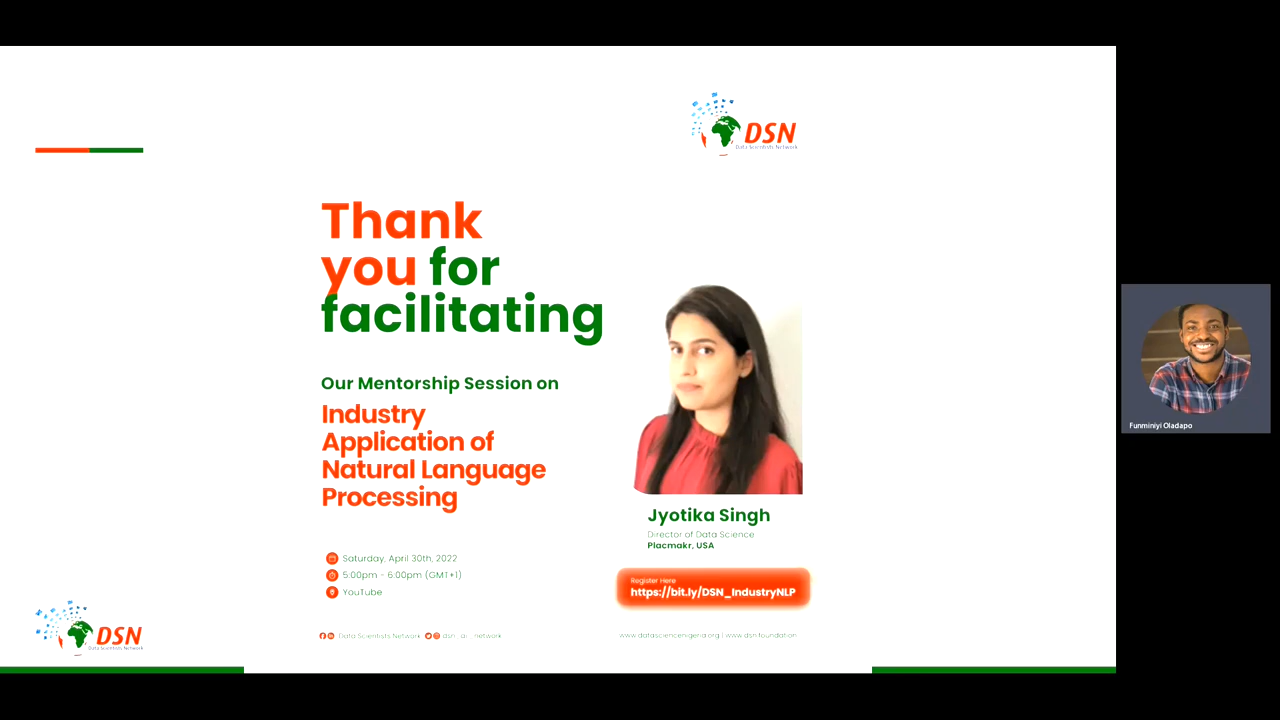 DSN
Data Scientists Network
Thank
you for
facilitating
Our Mentorship Session on
Industry
Application of
Natural Language
Processing
Saturday, April 30th, 2022
5:00pm - 6:00pm (GMT+1)
YouTube
Jyotika Singh
Director of Data Science
Placmakr, USA
Register Here
https://bit.ly/DSN_IndustryNLP
Data Scientists Network
dsn_ai_network
www.datasciencenigeria.org | www.dsn.foundation
DSN
Data Scientists Network
Funminiyi Oladapo